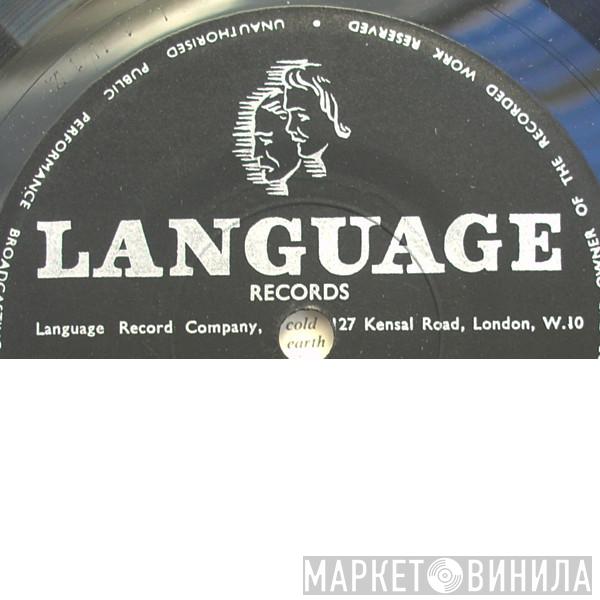 OWNER OF THE RECORDED WORK RESERVED • UNAUTHORISED PUBLIC PERFORMANCE
LANGUAGE
RECORDS
Language Record Company, 127 Kensal Road, London, W.10
cold
earth
МАРКЕТ ВИНИЛА